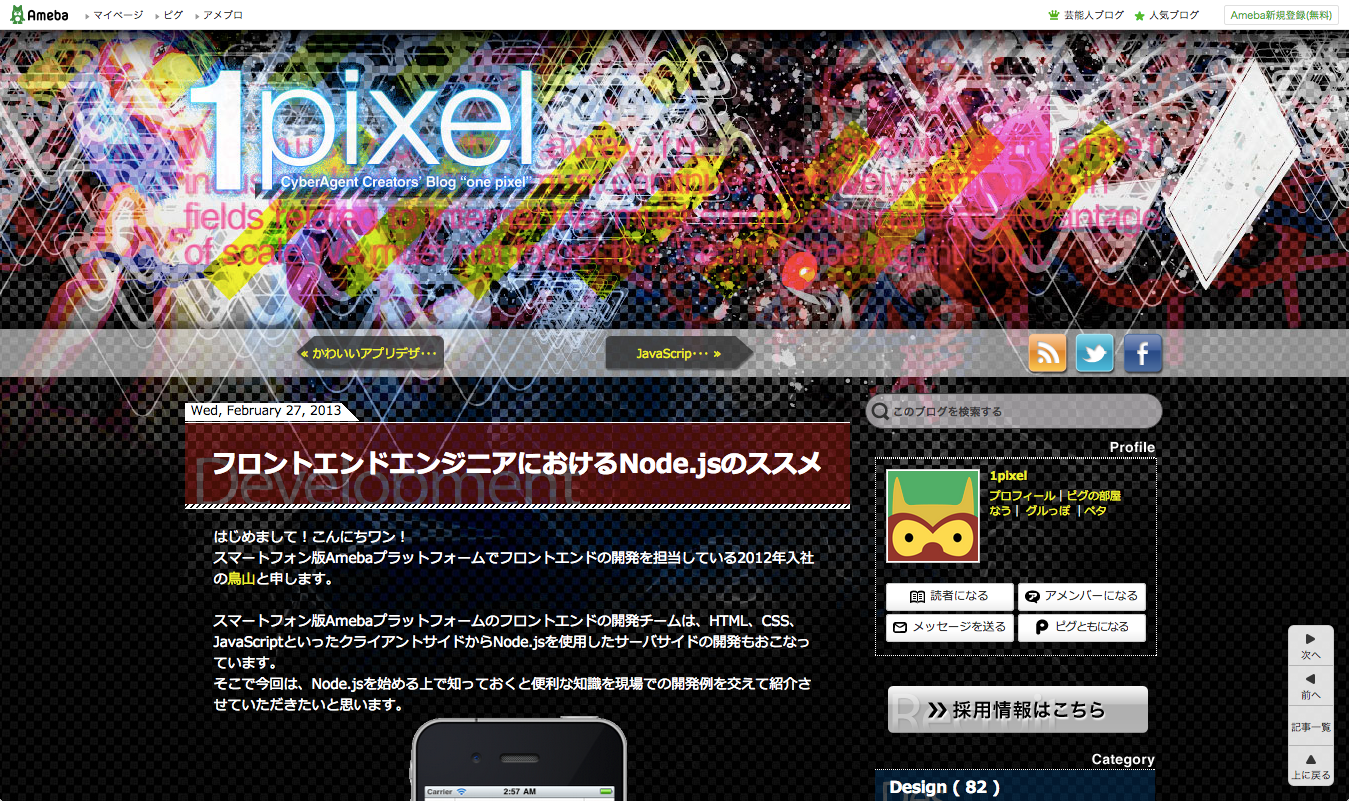 Ameba
マイページ
ピグ
アメブロ
芸能人ブログ
人気ブログ
Ameba新規登録(無料)
1pixel
CyberAgent Creators' Blog "one pixel"
fields
of scale
« かわいいアプリデザ･･･
JavaScrip･･･ »
Wed, February 27, 2013
フロントエンドエンジニアにおけるNode.jsのススメ
Development
はじめまして！こんにちワン！
スマートフォン版Amebaプラットフォームでフロントエンドの開発を担当している2012年入社
の鳥山と申します。
スマートフォン版Amebaプラットフォームのフロントエンドの開発チームは、HTML、CSS、
JavaScriptといったクライアントサイドからNode.jsを使用したサーバサイドの開発もおこなっ
ています。
そこで今回は、Node.jsを始める上で知っておくと便利な知識を現場での開発例を交えて紹介さ
せていただきたいと思います。
Carrier
2:57 AM
このブログを検索する
Profile
1pixel
プロフィール | ピグの部屋
なう | グルっぽ | ペタ
読者になる
アメンバーになる
メッセージを送る
ピグともになる
採用情報はこちら
Category
Design ( 82 )
次へ
前へ
記事一覧
上に戻る